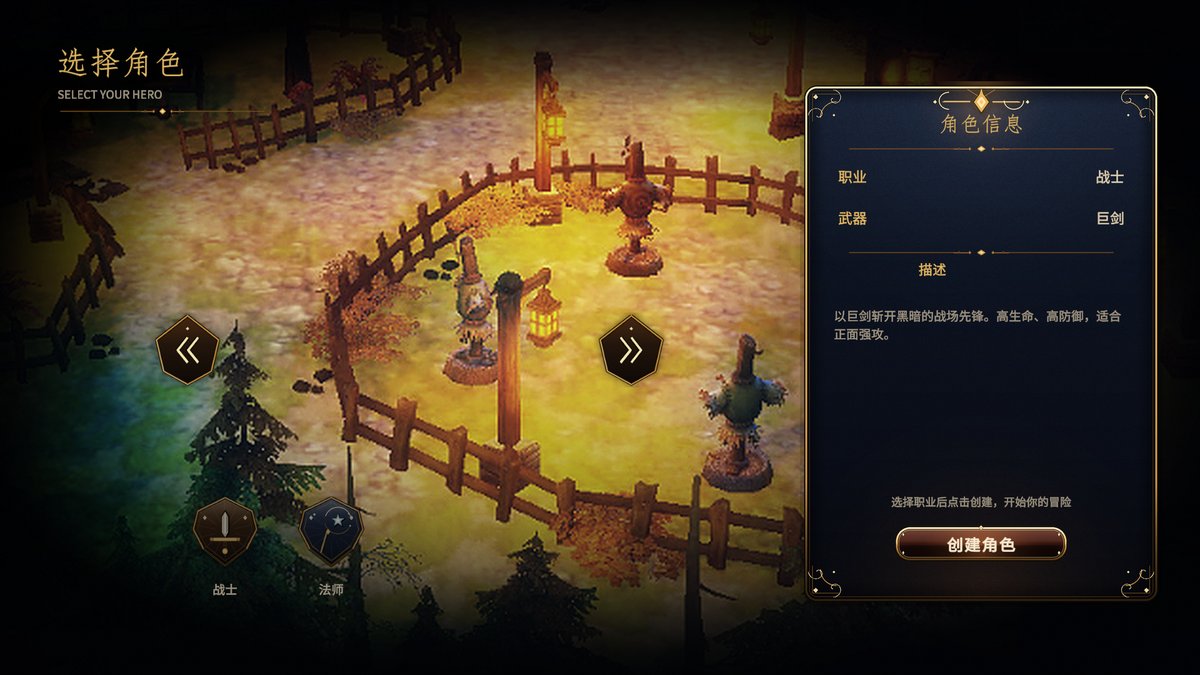 选择角色
SELECT YOUR HERO
角色信息
职业 战士
武器 巨剑
描述
以巨剑斩开黑暗的战场先锋。高生命、高防御，适合
正面强攻。
选择职业后点击创建，开始你的冒险
创建角色
战士 法师